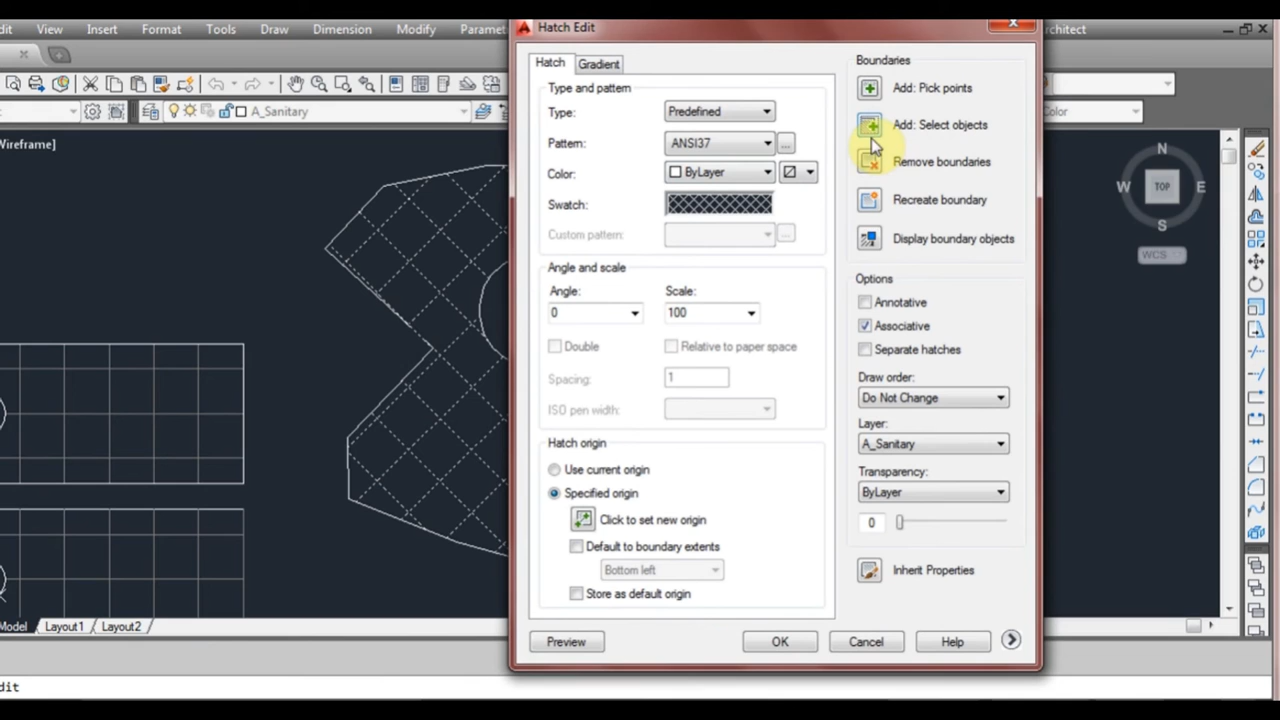 Hatch Edit
dit View Insert Format Tools Draw Dimension Modify Paramet
rchitect
A_Sanitary
Color
Wireframe]
Hatch Gradient
Type and pattern
Type: Predefined
Pattern: ANSI37 ...
Color: ByLayer
Swatch:
Custom pattern: ...
Angle and scale
Angle: Scale:
0 100
Double Relative to paper space
Spacing: 1
ISO pen width:
Hatch origin
Use current origin
Specified origin
Click to set new origin
Default to boundary extents
Bottom left
Store as default origin
Boundaries
Add: Pick points
Add: Select objects
Remove boundaries
Recreate boundary
Display boundary objects
Options
Annotative
Associative
Separate hatches
Draw order:
Do Not Change
Layer:
A_Sanitary
Transparency:
ByLayer
0
Inherit Properties
Preview OK Cancel Help
N
W TOP E
S
WCS
Model Layout1 Layout2
dit